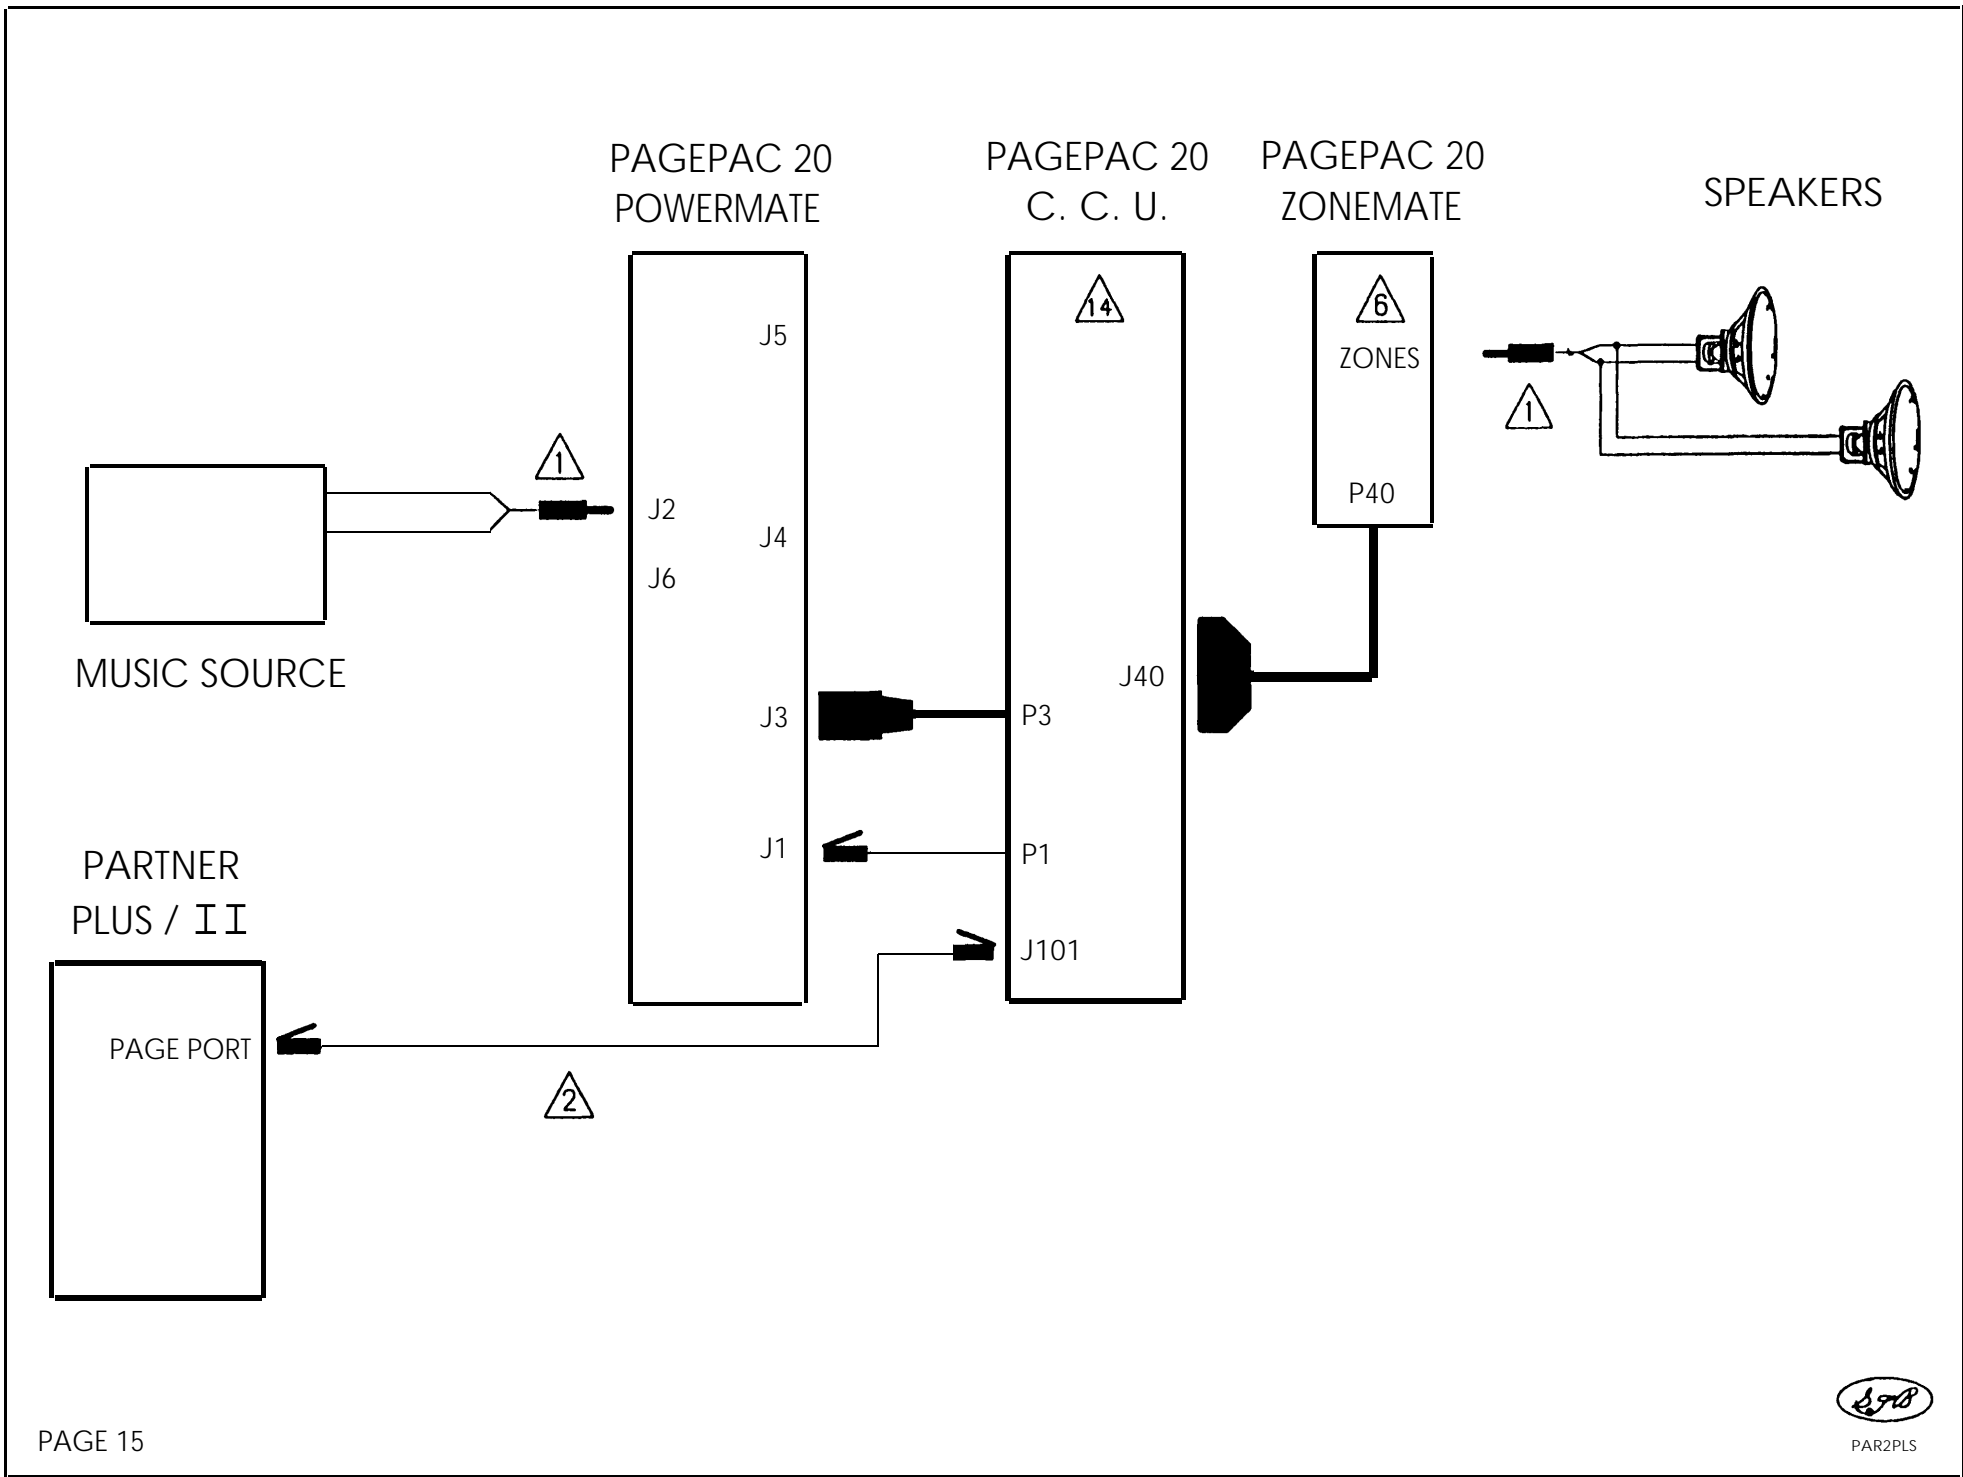 PAGEPAC 20
POWERMATE
PAGEPAC 20
C. C. U.
PAGEPAC 20
ZONEMATE
SPEAKERS
J5
14
6
ZONES
1
1
J2
J4
J6
P40
MUSIC SOURCE
J40
J3
P3
J1
P1
PARTNER
PLUS / II
J101
PAGE PORT
2
PAGE 15
PAR2PLS